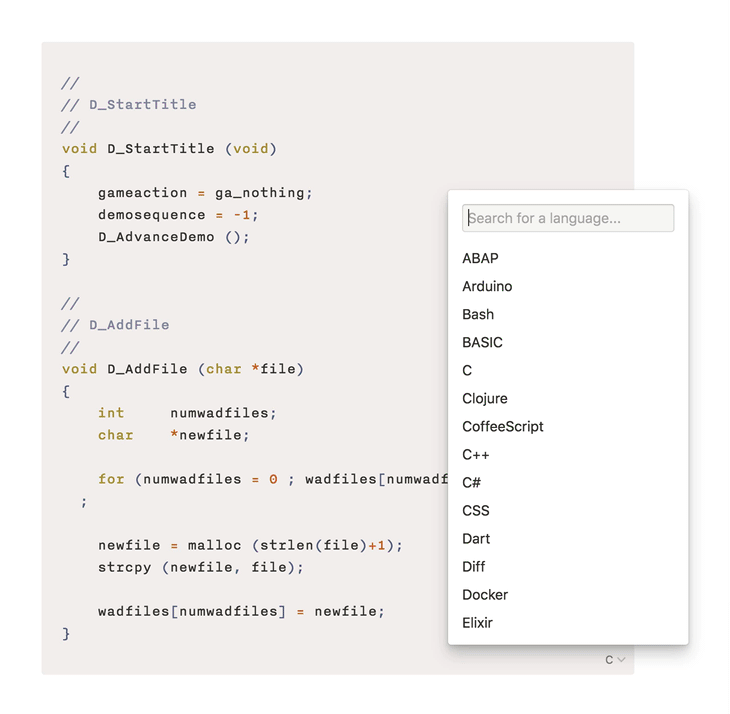 //
// D_StartTitle
//
void D_StartTitle (void)
{
    gameaction = ga_nothing;
    demosequence = -1;
    D_AdvanceDemo ();
}
//
// D_AddFile
//
void D_AddFile (char *file)
{
    int     numwadfiles;
    char    *newfile;
    for (numwadfiles = 0 ; wadfiles[numwadf
  ;
    newfile = malloc (strlen(file)+1);
    strcpy (newfile, file);
    wadfiles[numwadfiles] = newfile;
}
C
Search for a language...
ABAP
Arduino
Bash
BASIC
C
Clojure
CoffeeScript
C++
C#
CSS
Dart
Diff
Docker
Elixir